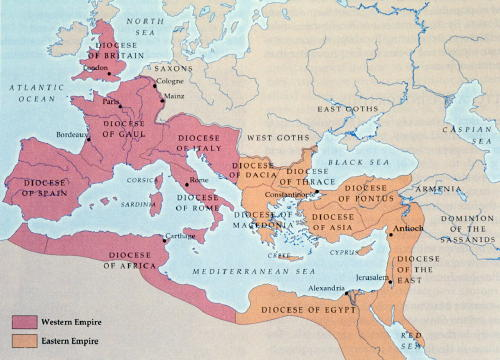 NORTH
SEA
DIOCESE
OF BRITAIN
London
SAXONS
Cologne
Mainz
ATLANTIC
OCEAN
Paris
DIOCESE
OF GAUL
EAST GOTHS
Bordeaux
DIOCESE
OF ITALY
WEST GOTHS
CASPIAN
SEA
BLACK SEA
DIOCESE
OF DACIA
DIOCESE
OF THRACE
DIOCESE
OF SPAIN
CORSICA
Rome
SARDINIA
DIOCESE
OF ROME
Constantinople
DIOCESE OF
PONTUS
ARMENIA
DIOCESE OF
MACEDONIA
DIOCESE
OF ASIA
DOMINION
OF THE
SASSANIDS
Antioch
Carthage
DIOCESE
OF AFRICA
CRETE
CYPRUS
DIOCESE
OF THE
EAST
MEDITERRANEAN SEA
Jerusalem
Alexandria
DIOCESE OF EGYPT
RED
SEA
Western Empire
Eastern Empire